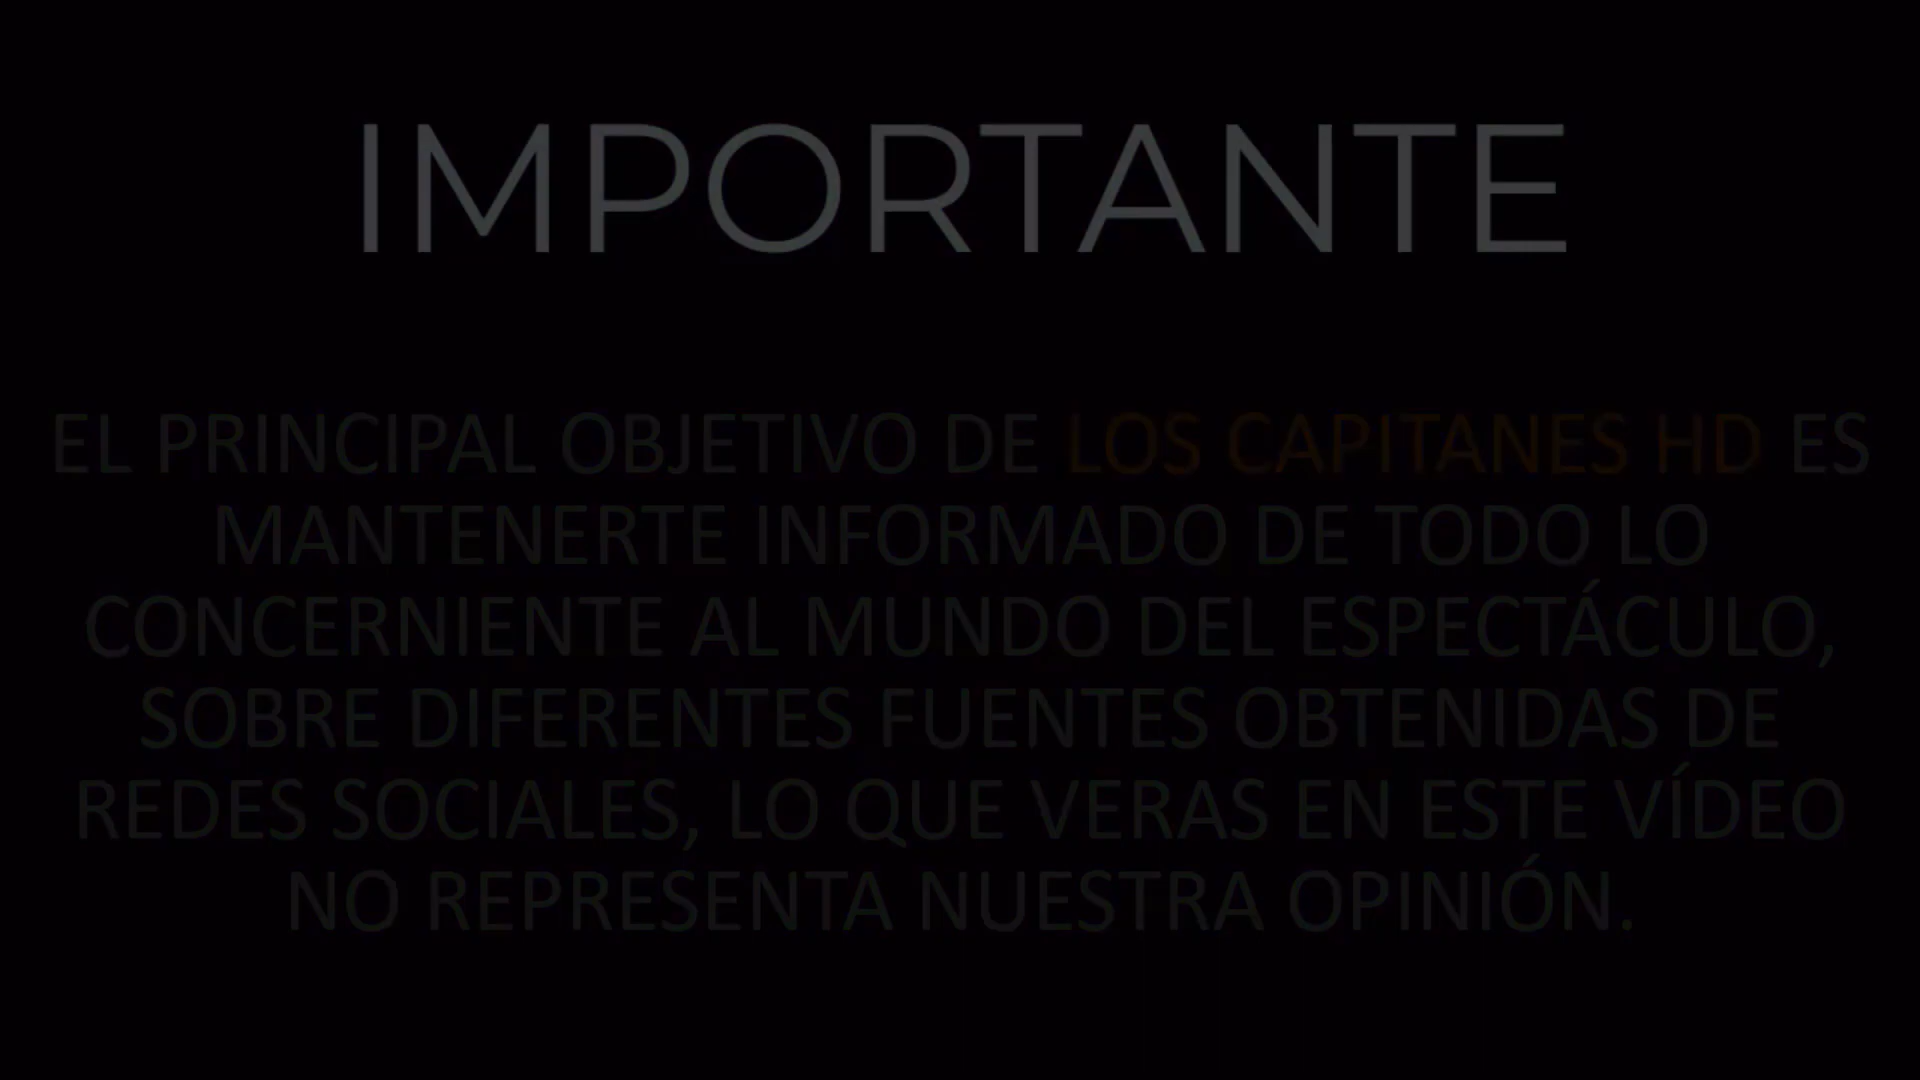 IMPORTANTE
EL PRINCIPAL OBJETIVO DE LOS CAPITANES HD ES
MANTENERTE INFORMADO DE TODO LO
CONCERNIENTE AL MUNDO DEL ESPECTÁCULO,
SOBRE DIFERENTES FUENTES OBTENIDAS DE
REDES SOCIALES, LO QUE VERAS EN ESTE VÍDEO
NO REPRESENTA NUESTRA OPINIÓN.